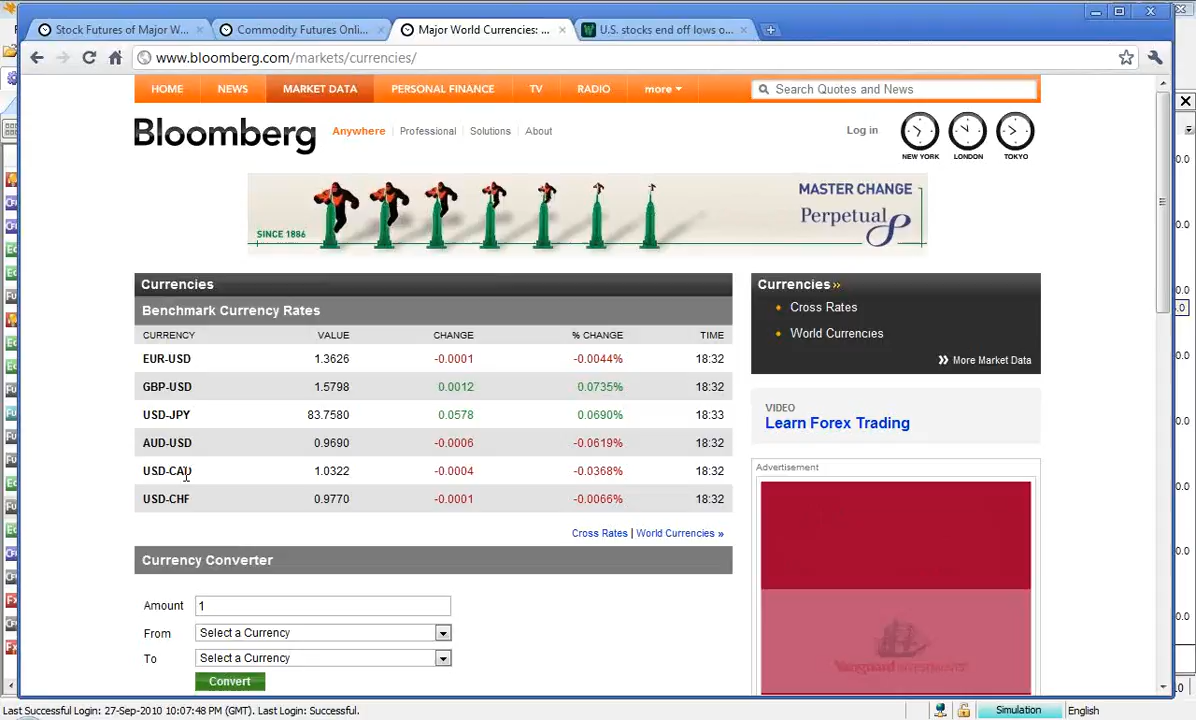 Stock Futures of Major W...
Commodity Futures Onli...
Major World Currencies: ...
U.S. stocks end off lows o...
www.bloomberg.com/markets/currencies/
HOME NEWS MARKET DATA PERSONAL FINANCE TV RADIO more
Search Quotes and News
Bloomberg
Anywhere | Professional | Solutions | About
Log in
NEW YORK LONDON TOKYO
SINCE 1886
MASTER CHANGE
Perpetual
Currencies
Benchmark Currency Rates
CURRENCY VALUE CHANGE % CHANGE TIME
EUR-USD 1.3626 -0.0001 -0.0044% 18:32
GBP-USD 1.5798 0.0012 0.0735% 18:32
USD-JPY 83.7580 0.0578 0.0690% 18:33
AUD-USD 0.9690 -0.0006 -0.0619% 18:32
USD-CAD 1.0322 -0.0004 -0.0368% 18:32
USD-CHF 0.9770 -0.0001 -0.0066% 18:32
Cross Rates | World Currencies »
Currencies »
Cross Rates
World Currencies
» More Market Data
VIDEO
Learn Forex Trading
Advertisement
Vanguard INVESTMENTS
Currency Converter
Amount 1
From Select a Currency
To Select a Currency
Convert
Last Successful Login: 27-Sep-2010 10:07:48 PM (GMT). Last Login: Successful.
Simulation
English